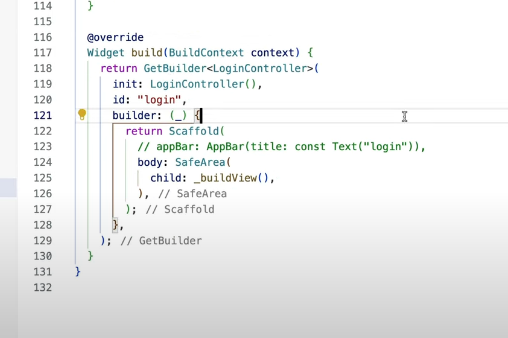 114 }
115
116 @override
117 Widget build(BuildContext context) {
118 return GetBuilder<LoginController>(
119 init: LoginController(),
120 id: "login",
121 builder: (_) {
122 return Scaffold(
123 // appBar: AppBar(title: const Text("login")),
124 body: SafeArea(
125 child: _buildView(),
126 ), // SafeArea
127 ); // Scaffold
128 },
129 ); // GetBuilder
130 }
131 }
132